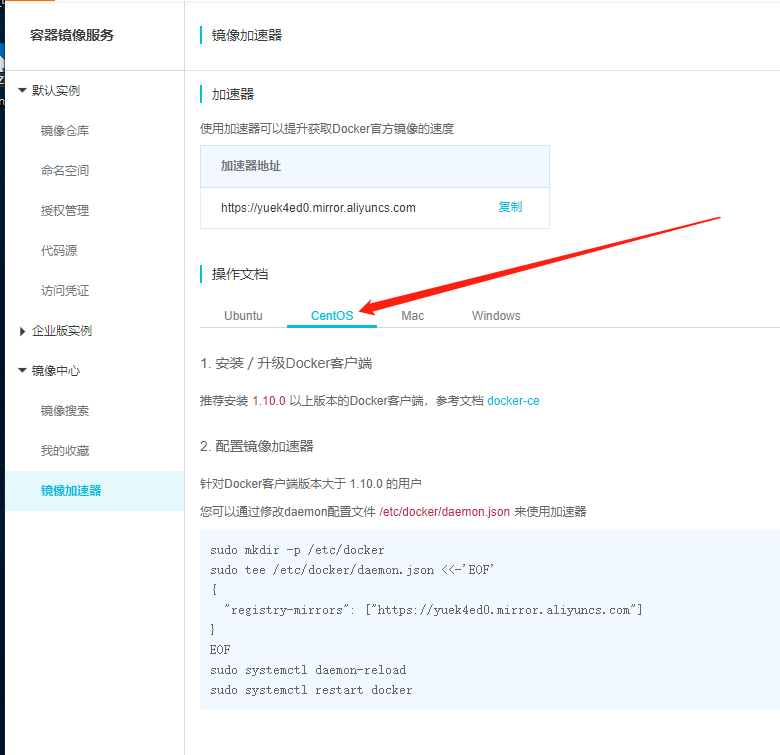 容器镜像服务
默认实例
镜像仓库
命名空间
授权管理
代码源
访问凭证
企业版实例
镜像中心
镜像搜索
我的收藏
镜像加速器
镜像加速器
加速器
使用加速器可以提升获取Docker官方镜像的速度
加速器地址
https://yuek4ed0.mirror.aliyuncs.com 复制
操作文档
Ubuntu CentOS Mac Windows
1. 安装 / 升级Docker客户端
推荐安装 1.10.0 以上版本的Docker客户端，参考文档 docker-ce
2. 配置镜像加速器
针对Docker客户端版本大于 1.10.0 的用户
您可以通过修改daemon配置文件 /etc/docker/daemon.json 来使用加速器
sudo mkdir -p /etc/docker
sudo tee /etc/docker/daemon.json <<-'EOF'
{
"registry-mirrors": ["https://yuek4ed0.mirror.aliyuncs.com"]
}
EOF
sudo systemctl daemon-reload
sudo systemctl restart docker